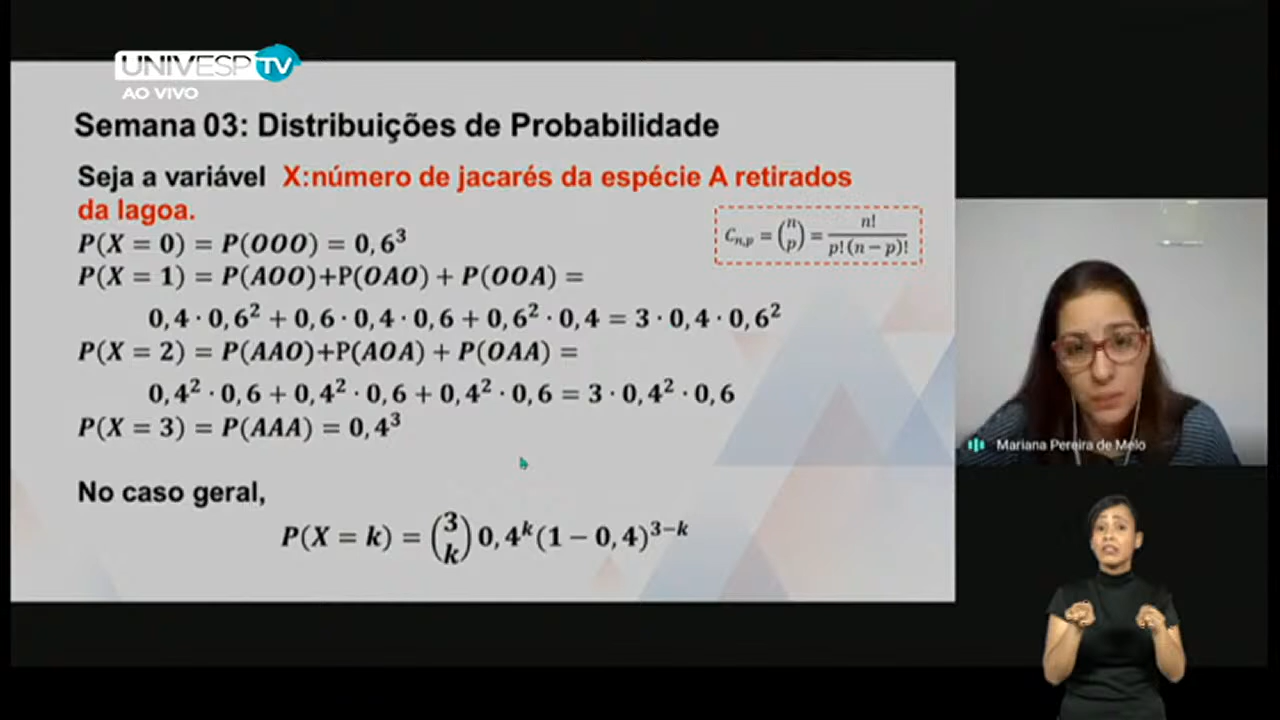 UNIVESP TV
AO VIVO
Semana 03: Distribuições de Probabilidade
Seja a variável X:número de jacarés da espécie A retirados
da lagoa.
P(X = 0) = P(OOO) = 0,6³
C_{n,p} = \binom{n}{p} = \frac{n!}{p!(n − p)!}
P(X = 1) = P(AOO)+P(OAO) + P(OOA) =
0,4 · 0,6² + 0,6 · 0,4 · 0,6 + 0,6² · 0,4 = 3 · 0,4 · 0,6²
P(X = 2) = P(AAO)+P(AOA) + P(OAA) =
0,4² · 0,6 + 0,4² · 0,6 + 0,4² · 0,6 = 3 · 0,4² · 0,6
P(X = 3) = P(AAA) = 0,4³
No caso geral,
P(X = k) = \binom{3}{k} 0,4^k (1 − 0,4)^{3−k}
Mariana Pereira de Melo